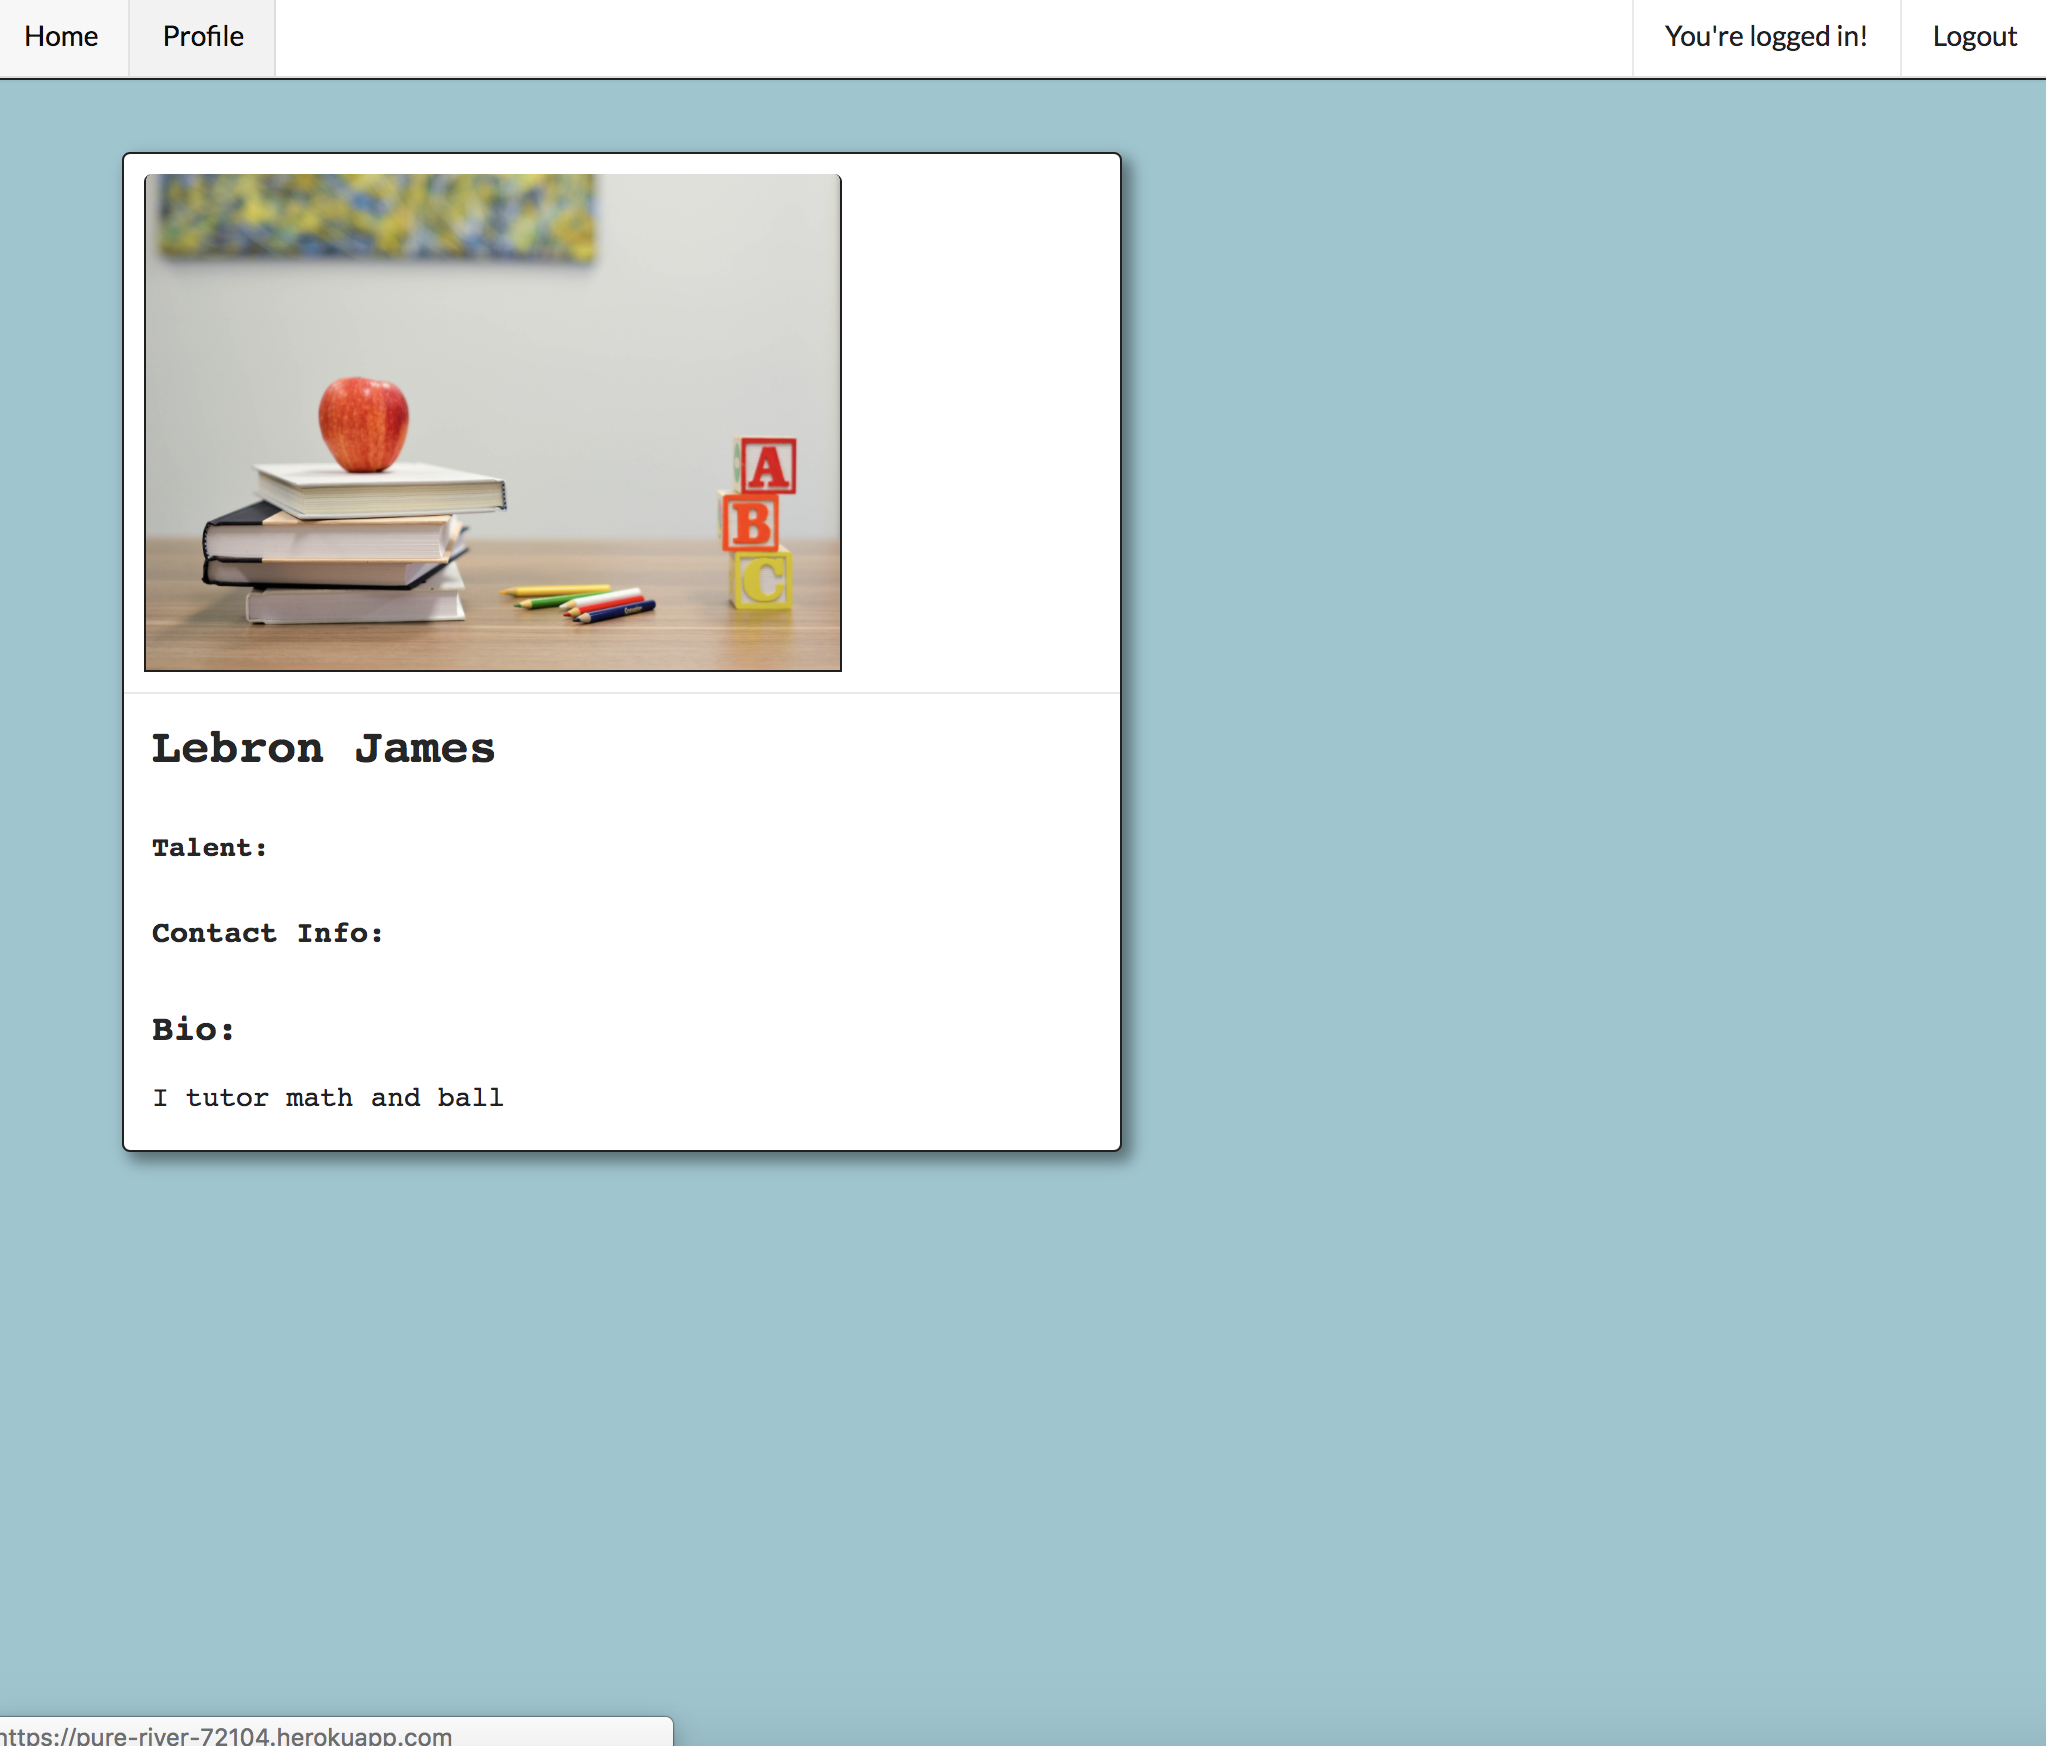 Home Profile You're logged in! Logout
A
B
C
Lebron James
Talent:
Contact Info:
Bio:
I tutor math and ball
https://pure-river-72104.herokuapp.com